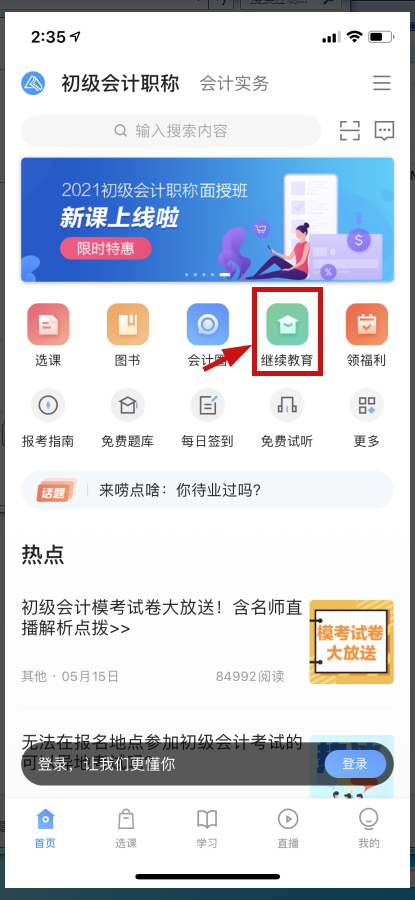 2:35
初级会计职称 会计实务
输入搜索内容
2021初级会计职称面授班
新课上线啦
限时特惠
选课 图书 会计圈 继续教育 领福利
报考指南 免费题库 每日签到 免费试听 更多
话题 来唠点啥：你待业过吗?
热点
初级会计模考试卷大放送！含名师直
播解析点拨>>
模考试卷
大放送
其他 · 05月15日 84992阅读
无法在报名地点参加初级会计考试的
登录，让我们更懂你 登录
首页 选课 学习 直播 我的